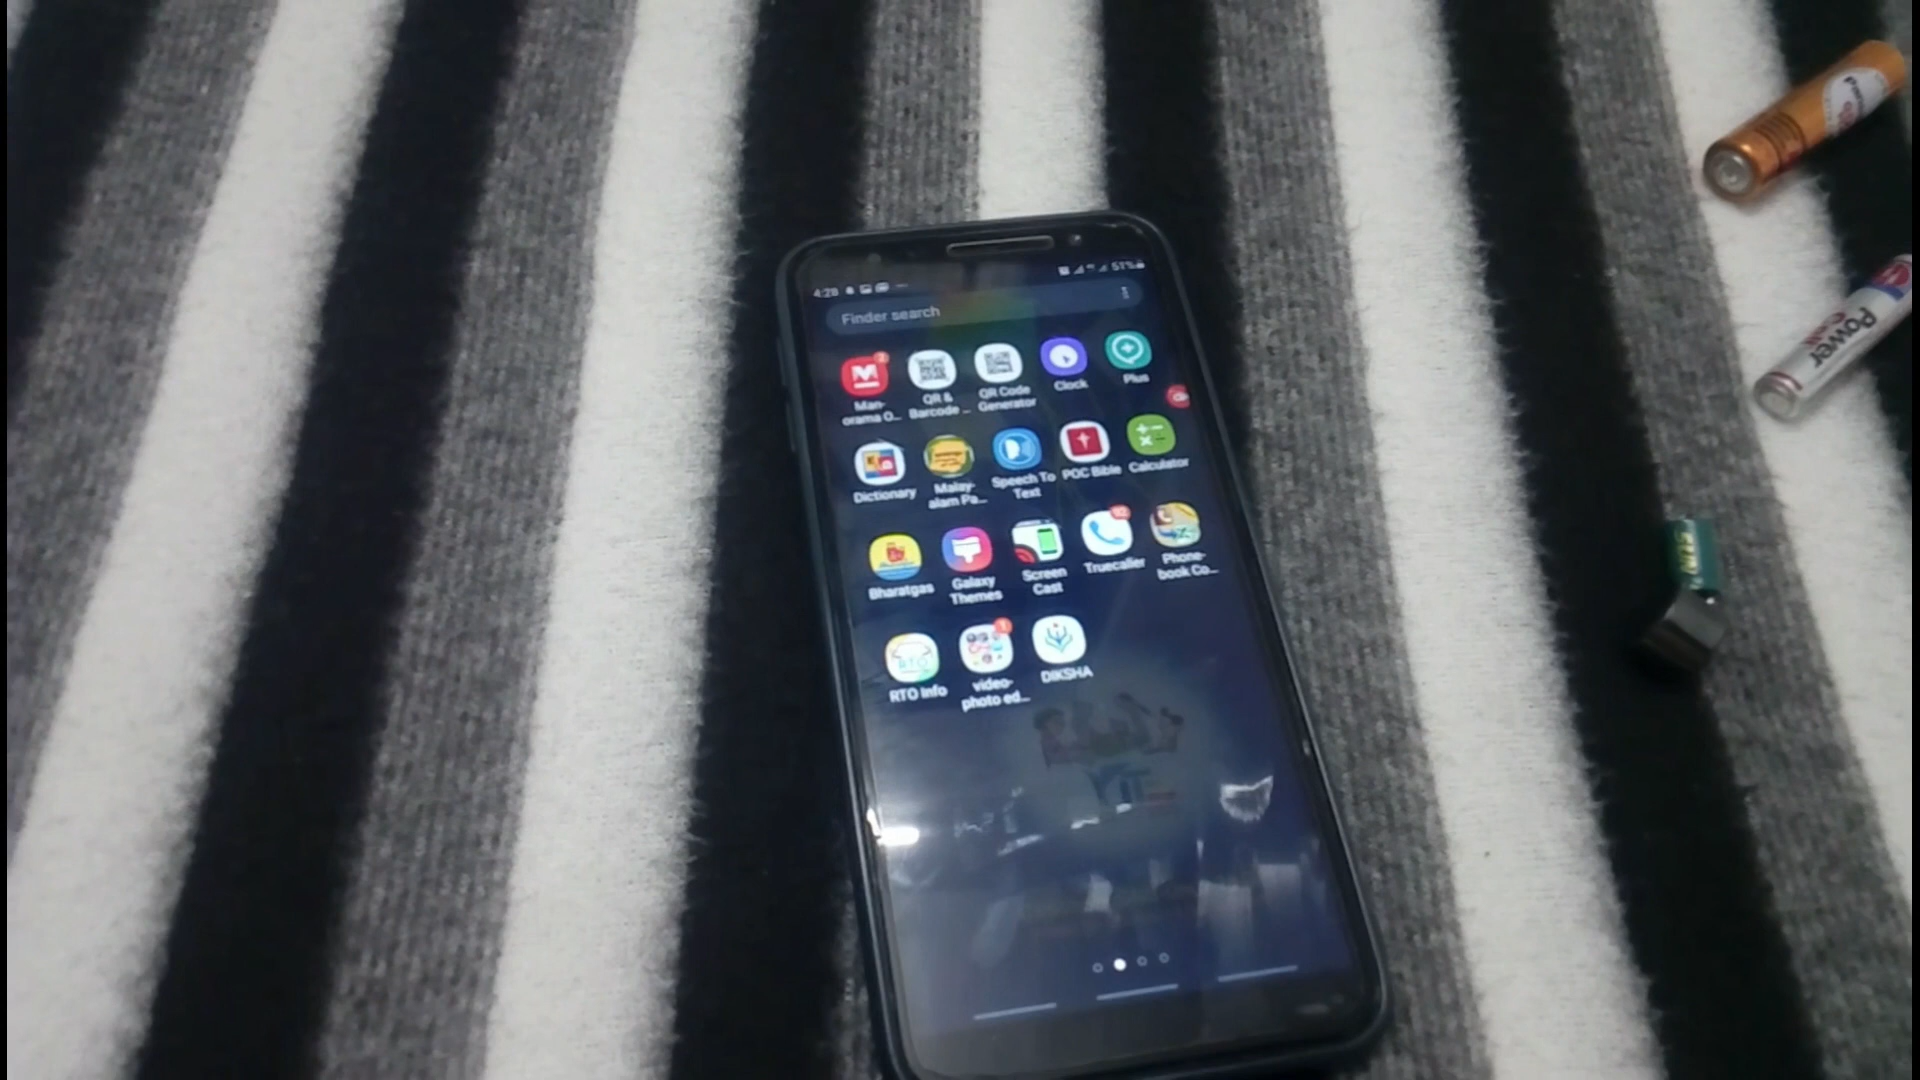 4:28
51%
Finder search
Man-
orama O...
QR &
Barcode ...
QR Code
Generator
Clock
Plus
Dictionary
Malay-
alam Pa...
Speech To
Text
POC Bible
Calculator
Bharatgas
Galaxy
Themes
Screen
Cast
Truecaller
Phone-
book Co...
RTO Info
video-
photo ed...
DIKSHA
Power
Cell